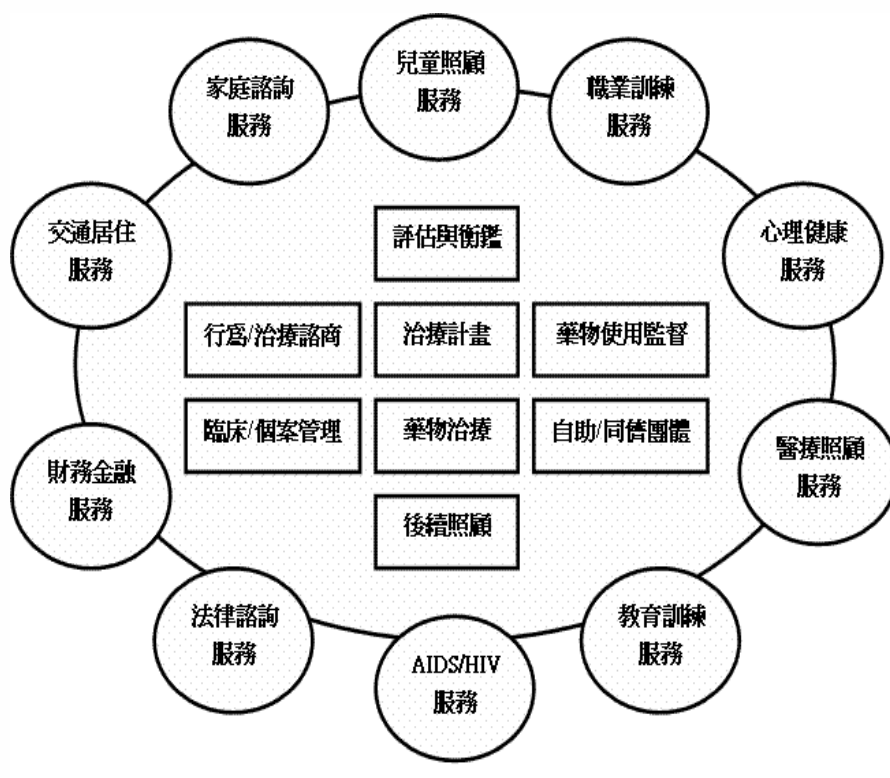 兒童照顧
服務
職業訓練
服務
家庭諮詢
服務
交通居住
服務
心理健康
服務
評估與衡鑑
行為/治療諮商
治療計畫
藥物使用監督
臨床/個案管理
藥物治療
自助/同儕團體
後續照顧
財務金融
服務
醫療照顧
服務
法律諮詢
服務
AIDS/HIV
服務
教育訓練
服務